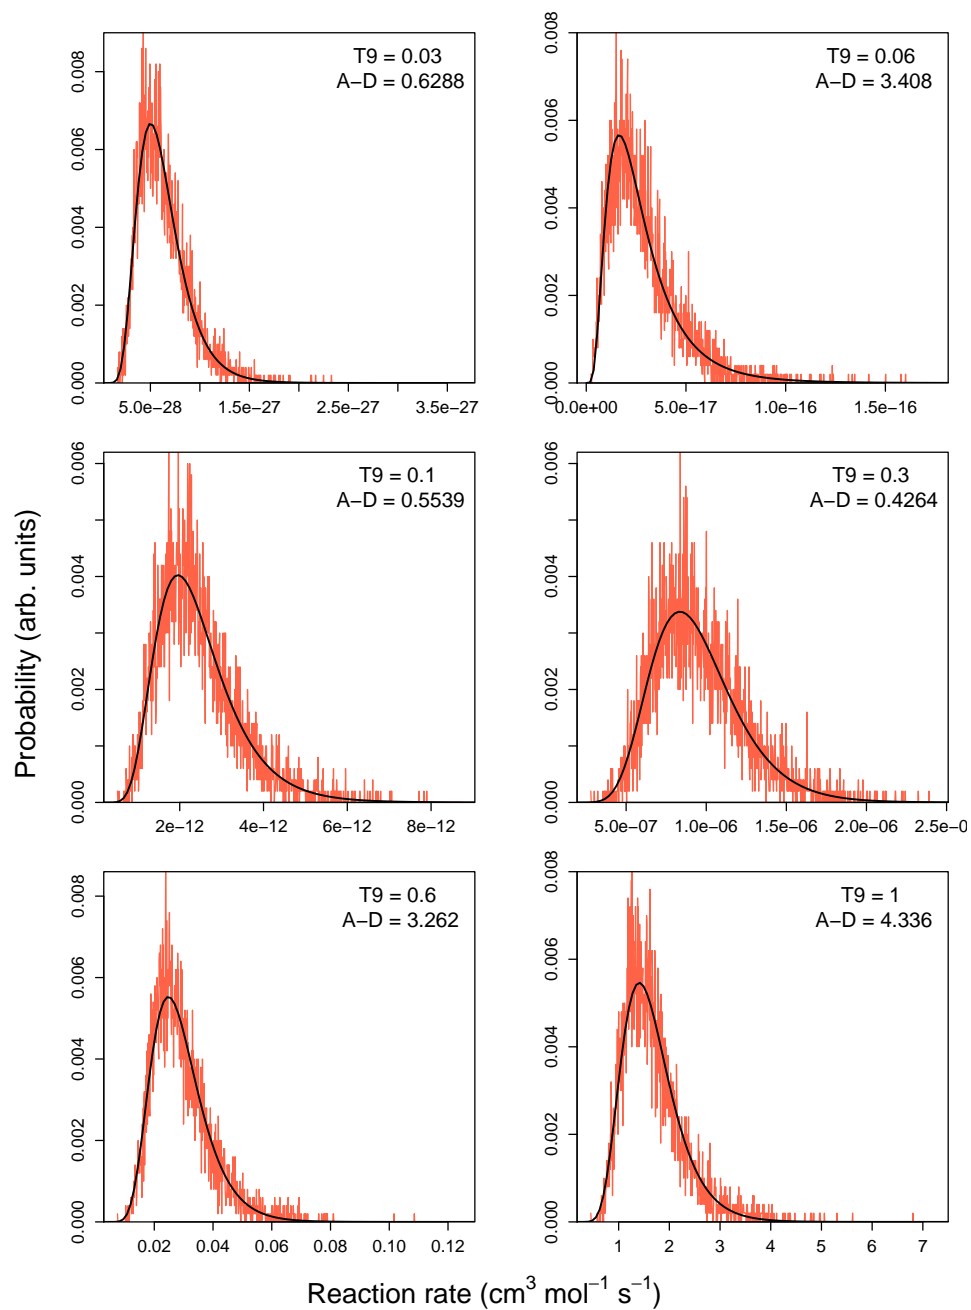 T9 = 0.03
A−D = 0.6288
0.000 0.002 0.004 0.006 0.008
5.0e−28 1.5e−27 2.5e−27 3.5e−27
T9 = 0.06
A−D = 3.408
0.000 0.002 0.004 0.006 0.008
0.0e+00 5.0e−17 1.0e−16 1.5e−16
T9 = 0.1
A−D = 0.5539
0.000 0.002 0.004 0.006
2e−12 4e−12 6e−12 8e−12
T9 = 0.3
A−D = 0.4264
0.000 0.002 0.004 0.006
5.0e−07 1.0e−06 1.5e−06 2.0e−06 2.5e−0
T9 = 0.6
A−D = 3.262
0.000 0.002 0.004 0.006 0.008
0.02 0.04 0.06 0.08 0.10 0.12
T9 = 1
A−D = 4.336
0.000 0.002 0.004 0.006 0.008
1 2 3 4 5 6 7
Probability (arb. units)
Reaction rate (cm³ mol⁻¹ s⁻¹)